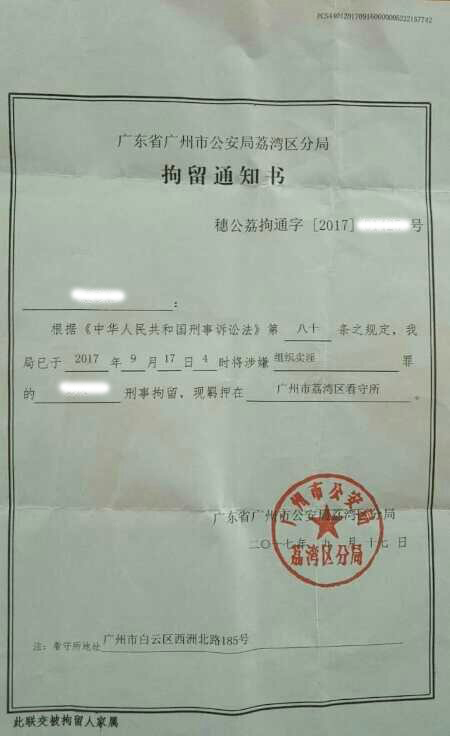 广东省广州市公安局荔湾区分局
拘留通知书
穗公荔拘通字 [2017] 号
：
根据《中华人民共和国刑事诉讼法》第 八十 条之规定，我
局已于 2017 年 9 月 17 日 4 时将涉嫌 组织卖淫 罪
的 刑事拘留，现羁押在 广州市荔湾区看守所 。
广东省广州市公安局荔湾区分局
二〇一七年 九 月十七日
广州市公安局
荔湾区分局
注：看守所地址 广州市白云区西洲北路185号
此联交被拘留人家属